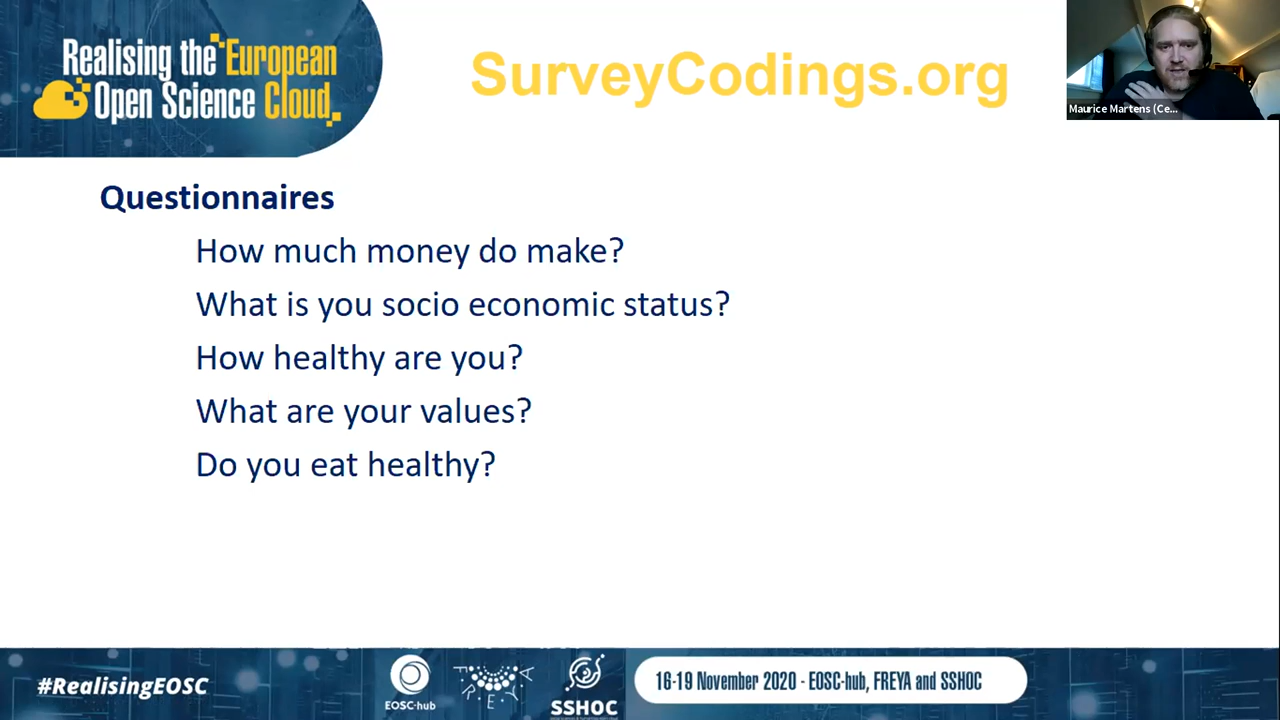 Realising the European
Open Science Cloud
SurveyCodings.org
Maurice Martens (Ce...
Questionnaires
How much money do make?
What is you socio economic status?
How healthy are you?
What are your values?
Do you eat healthy?
#RealisingEOSC
EOSC-hub
FREYA
SSHOC
16-19 November 2020 - EOSC-hub, FREYA and SSHOC